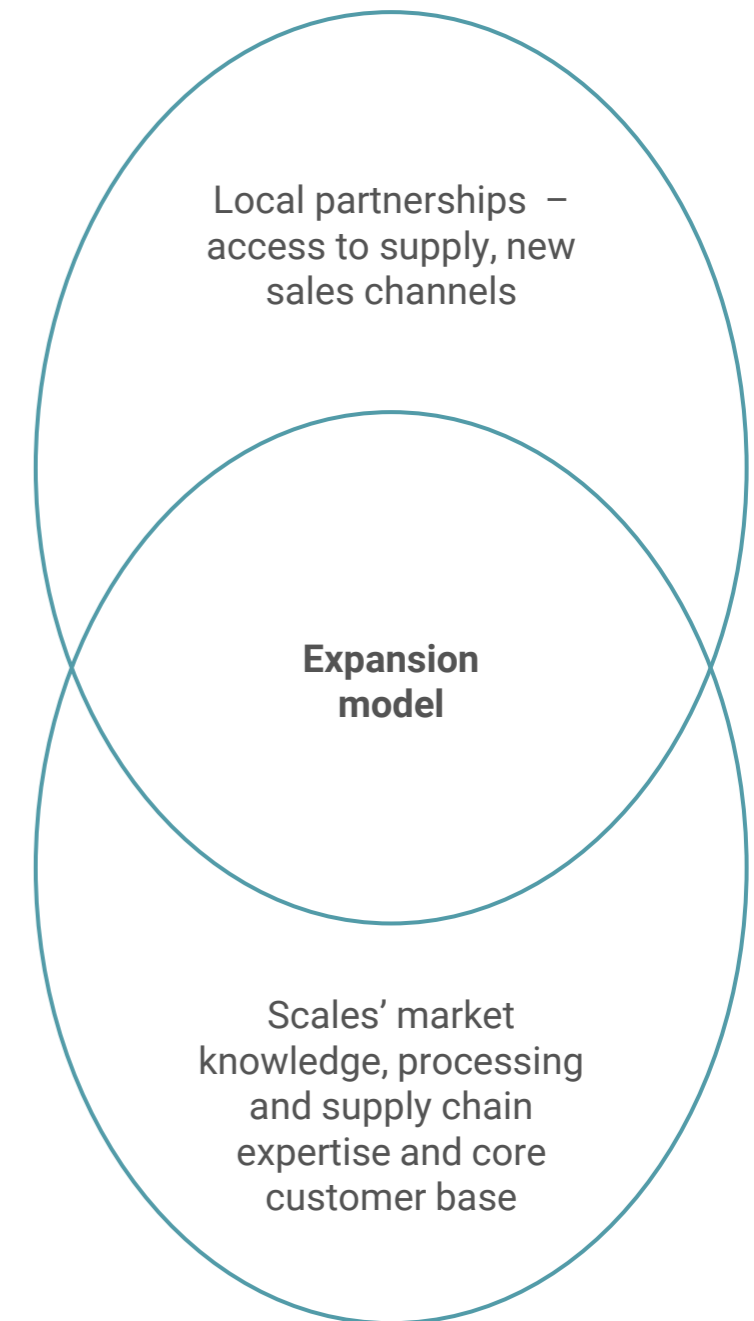 Local partnerships –
access to supply, new
sales channels
Expansion
model
Scales’ market
knowledge, processing
and supply chain
expertise and core
customer base